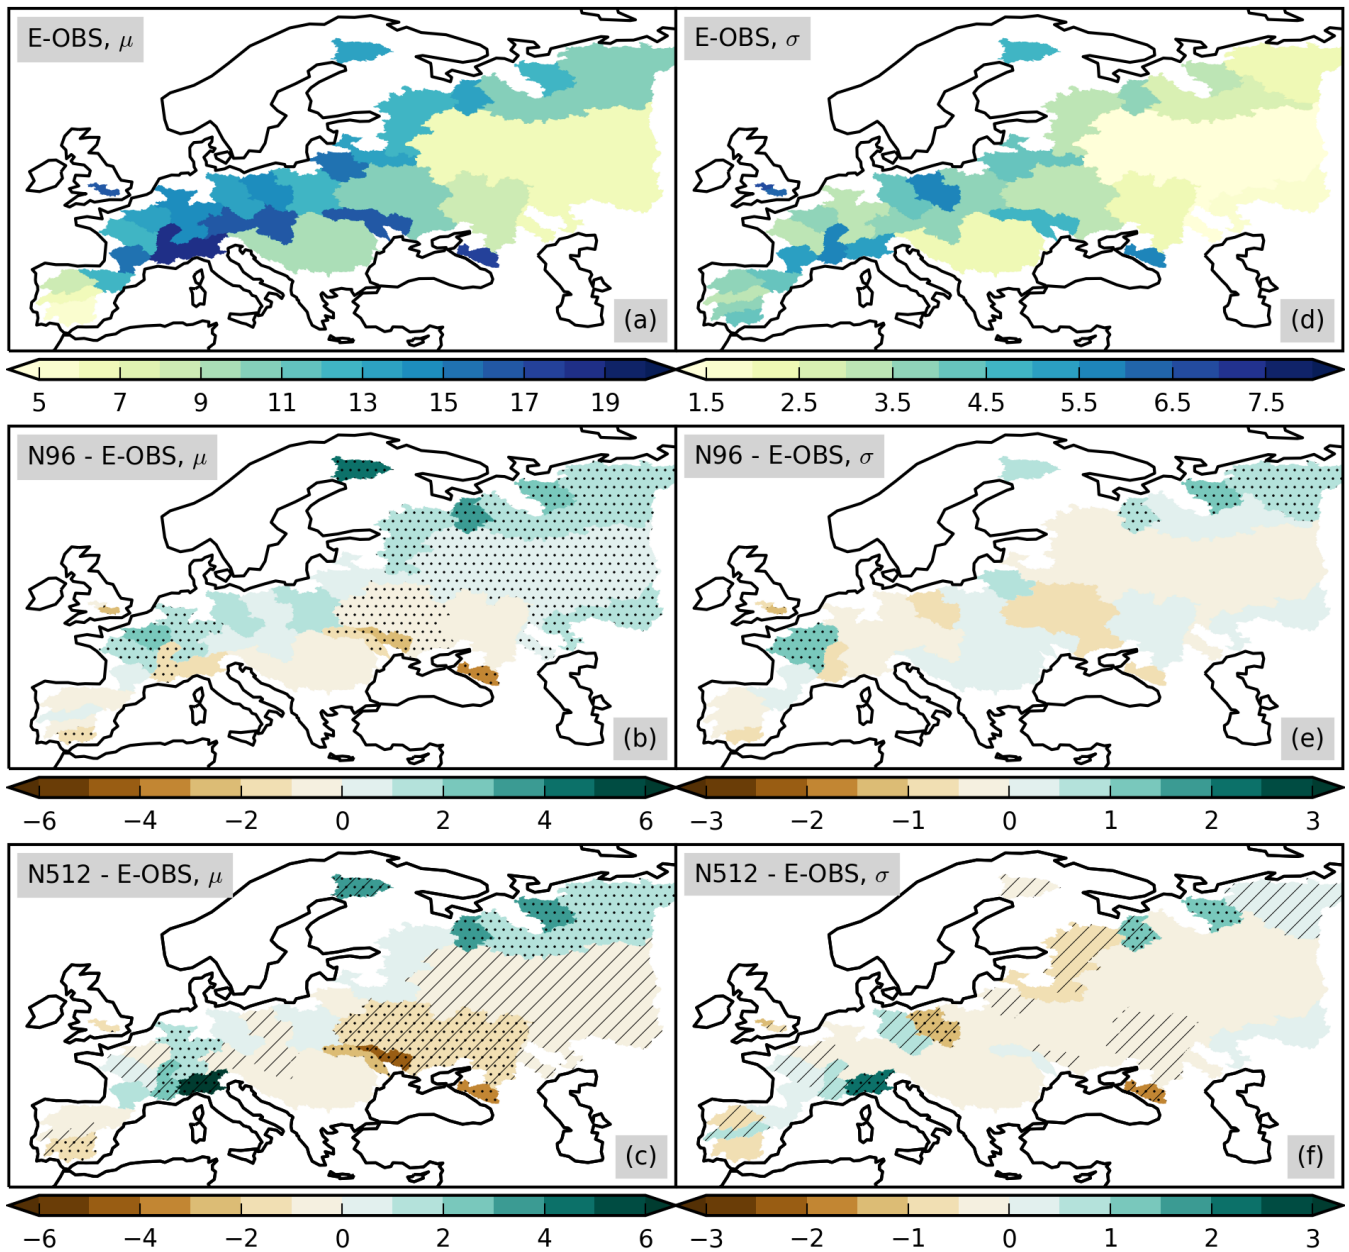 E-OBS, μ
(a)
E-OBS, σ
(d)
5 7 9 11 13 15 17 19
1.5 2.5 3.5 4.5 5.5 6.5 7.5
N96 - E-OBS, μ
(b)
N96 - E-OBS, σ
(e)
−6 −4 −2 0 2 4 6
−3 −2 −1 0 1 2 3
N512 - E-OBS, μ
(c)
N512 - E-OBS, σ
(f)
−6 −4 −2 0 2 4 6
−3 −2 −1 0 1 2 3